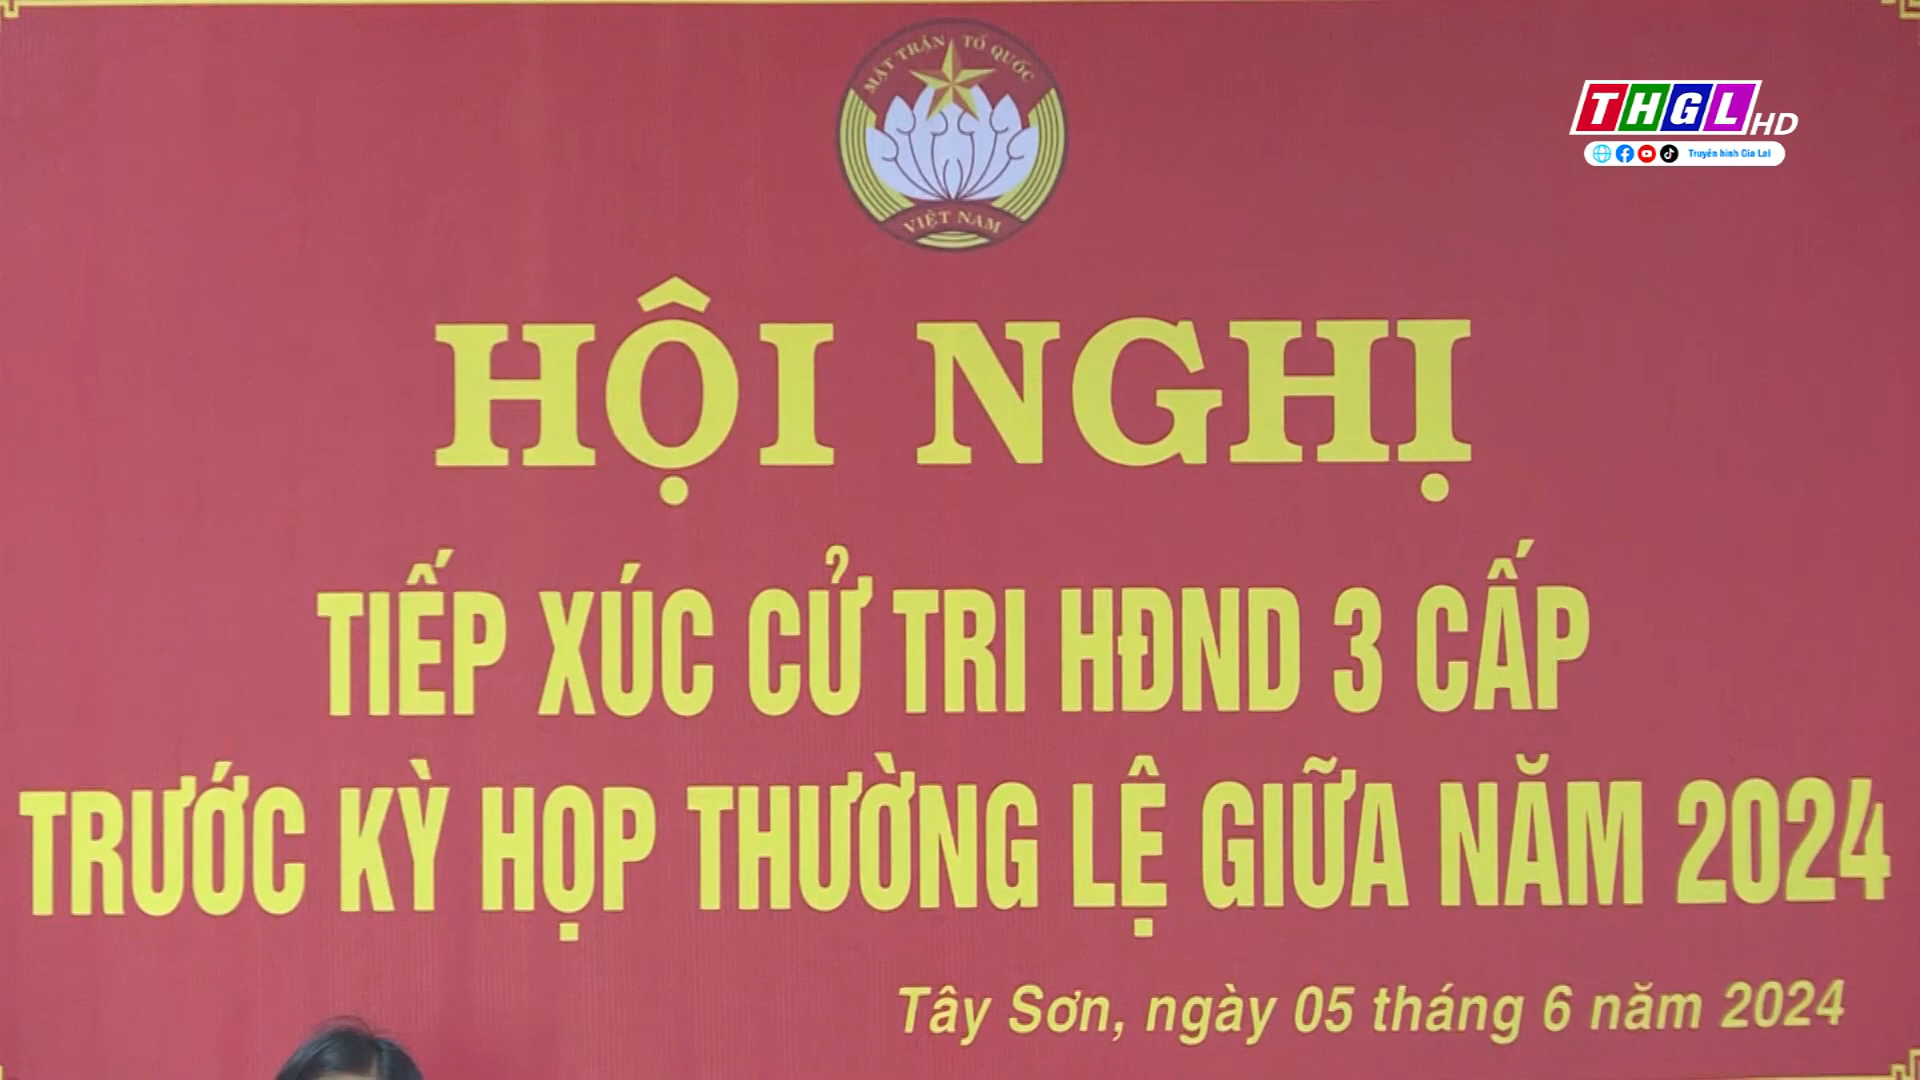 MẶT TRẬN TỔ QUỐC
VIỆT NAM
THGL HD
Truyền hình Gia Lai
HỘI NGHỊ
TIẾP XÚC CỬ TRI HĐND 3 CẤP
TRƯỚC KỲ HỌP THƯỜNG LỆ GIỮA NĂM 2024
Tây Sơn, ngày 05 tháng 6 năm 2024